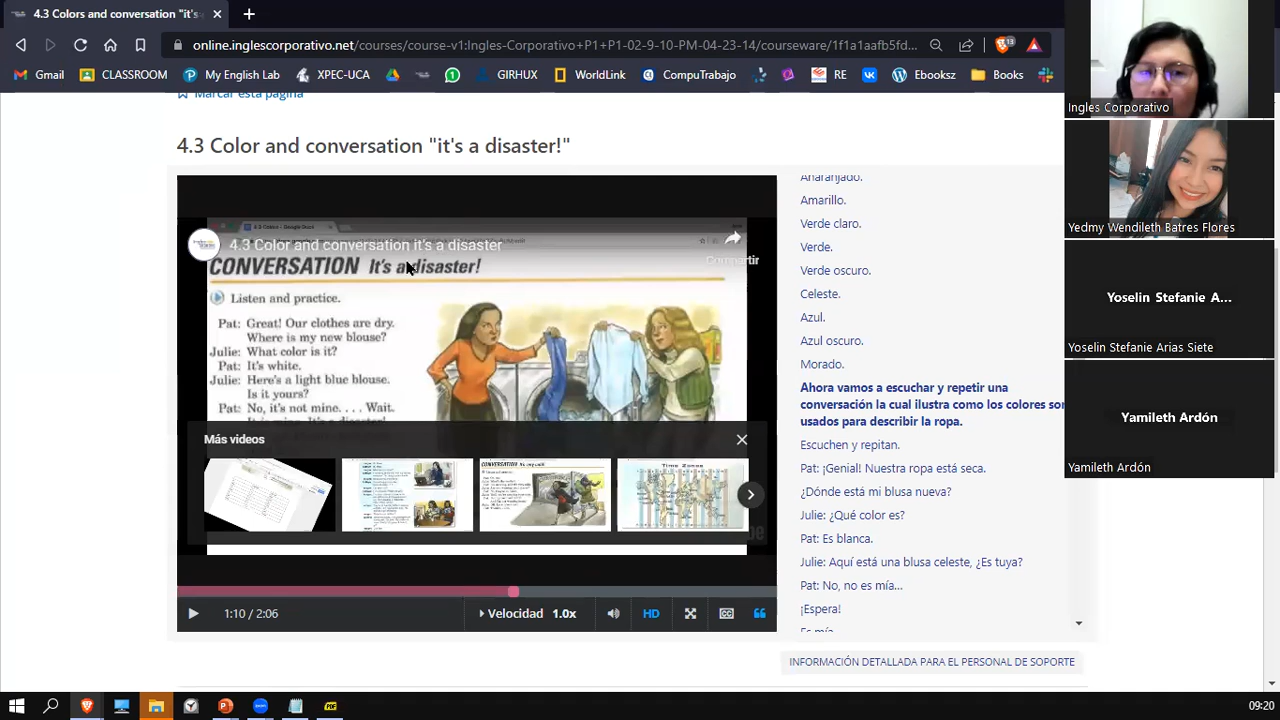 4.3 Colors and conversation "it's
online.inglescorporativo.net/courses/course-v1:Ingles-Corporativo+P1+P1-02-9-10-PM-04-23-14/courseware/1f1a1aafb5fd...
13
Gmail
CLASSROOM
My English Lab
XPEC-UCA
GIRHUX
WorldLink
CompuTrabajo
RE
Ebooksz
Books
Marcar esta página
4.3 Color and conversation "it's a disaster!"
4.3 Color and conversation it's a disaster
Compartir
CONVERSATION It's a disaster!
Listen and practice.
Pat: Great! Our clothes are dry.
Where is my new blouse?
Julie: What color is it?
Pat: It's white.
Julie: Here's a light blue blouse.
Is it yours?
Pat: No, it's not mine. . . . Wait.
Más videos
Time Zones
1:10 / 2:06
Velocidad 1.0x
HD
Anaranjado.
Amarillo.
Verde claro.
Verde.
Verde oscuro.
Celeste.
Azul.
Azul oscuro.
Morado.
Ahora vamos a escuchar y repetir una
conversación la cual ilustra como los colores son
usados para describir la ropa.
Escuchen y repitan.
Pat: ¡Genial! Nuestra ropa está seca.
¿Dónde está mi blusa nueva?
Julie: ¿Qué color es?
Pat: Es blanca.
Julie: Aquí está una blusa celeste, ¿Es tuya?
Pat: No, no es mía...
¡Espera!
Es mía
INFORMACIÓN DETALLADA PARA EL PERSONAL DE SOPORTE
Ingles Corporativo
Yedmy Wendileth Batres Flores
Yoselin Stefanie A...
Yoselin Stefanie Arias Siete
Yamileth Ardón
Yamileth Ardón
09:20